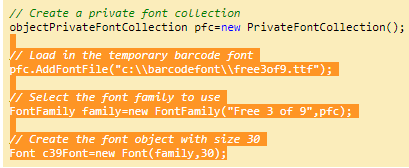 // Create a private font collection
objectPrivateFontCollection pfc=new PrivateFontCollection();
// Load in the temporary barcode font
pfc.AddFontFile("c:\\barcodefont\\free3of9.ttf");
// Select the font family to use
FontFamily family=new FontFamily("Free 3 of 9",pfc);
// Create the font object with size 30
Font c39Font=new Font(family,30);